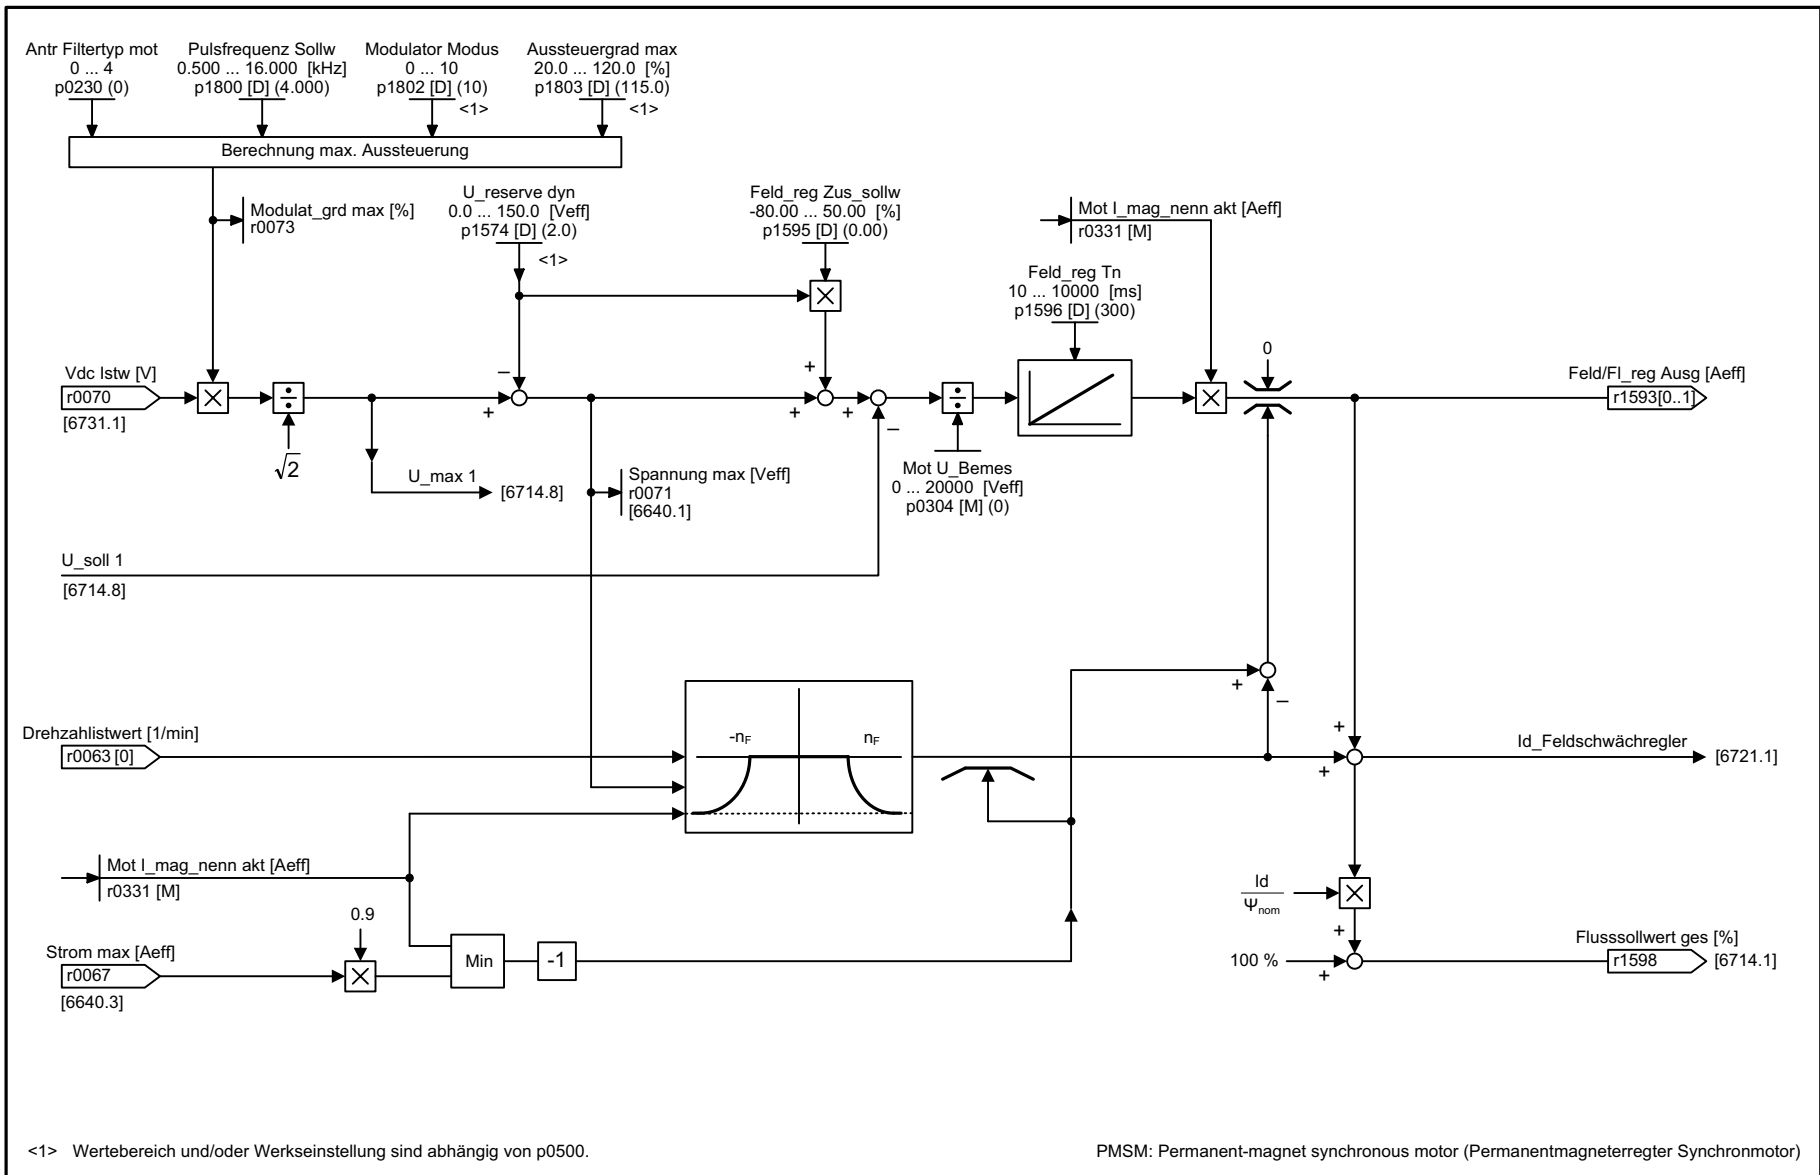 Antr Filtertyp mot
0 ... 4
p0230 (0)
Pulsfrequenz Sollw
0.500 ... 16.000 [kHz]
p1800 [D] (4.000)
Modulator Modus
0 ... 10
p1802 [D] (10)
<1>
Aussteuergrad max
20.0 ... 120.0 [%]
p1803 [D] (115.0)
<1>
Berechnung max. Aussteuerung
Modulat_grd max [%]
r0073
U_reserve dyn
0.0 ... 150.0 [Veff]
p1574 [D] (2.0)
<1>
Feld_reg Zus_sollw
-80.00 ... 50.00 [%]
p1595 [D] (0.00)
Mot I_mag_nenn akt [Aeff]
r0331 [M]
Feld_reg Tn
10 ... 10000 [ms]
p1596 [D] (300)
0
Vdc Istw [V]
r0070
[6731.1]
×
÷
√2
–
+
×
+
+
+
–
÷
×
Feld/Fl_reg Ausg [Aeff]
r1593[0..1]
U_max 1
[6714.8]
Spannung max [Veff]
r0071
[6640.1]
Mot U_Bemes
0 ... 20000 [Veff]
p0304 [M] (0)
U_soll 1
[6714.8]
+
–
Drehzahlistwert [1/min]
r0063 [0]
-nF
nF
+
+
Id_Feldschwächregler
[6721.1]
Mot I_mag_nenn akt [Aeff]
r0331 [M]
0.9
Strom max [Aeff]
r0067
[6640.3]
×
Min
-1
Id
Ψnom
×
+
100 %
+
Flusssollwert ges [%]
r1598
[6714.1]
<1> Wertebereich und/oder Werkseinstellung sind abhängig von p0500.
PMSM: Permanent-magnet synchronous motor (Permanentmagneterregter Synchronmotor)